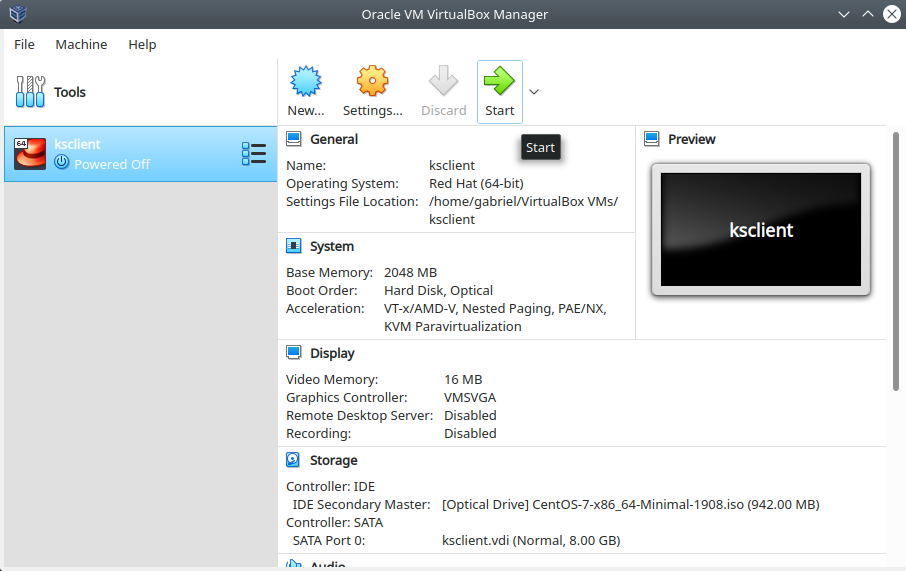 Oracle VM VirtualBox Manager
File Machine Help
Tools
New... Settings... Discard Start
64 ksclient
Powered Off
General
Start
Name: ksclient
Operating System: Red Hat (64-bit)
Settings File Location: /home/gabriel/VirtualBox VMs/
ksclient
System
Base Memory: 2048 MB
Boot Order: Hard Disk, Optical
Acceleration: VT-x/AMD-V, Nested Paging, PAE/NX,
KVM Paravirtualization
Preview
ksclient
Display
Video Memory: 16 MB
Graphics Controller: VMSVGA
Remote Desktop Server: Disabled
Recording: Disabled
Storage
Controller: IDE
IDE Secondary Master: [Optical Drive] CentOS-7-x86_64-Minimal-1908.iso (942.00 MB)
Controller: SATA
SATA Port 0: ksclient.vdi (Normal, 8.00 GB)
Audio